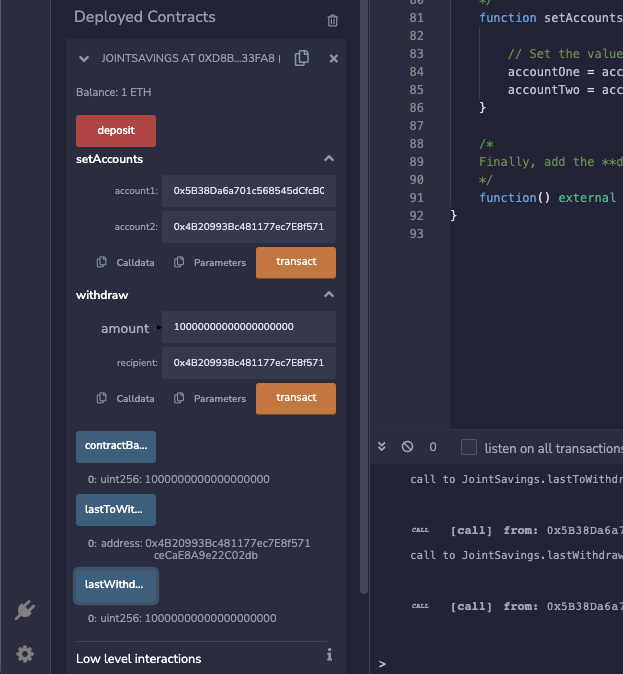 Deployed Contracts
JOINTSAVINGS AT 0XD8B...33FA8 (
Balance: 1 ETH
deposit
setAccounts
account1: 0x5B38Da6a701c568545dCfcB0
account2: 0x4B20993Bc481177ec7E8f571
Calldata Parameters transact
withdraw
amount 10000000000000000000
recipient: 0x4B20993Bc481177ec7E8f571
Calldata Parameters transact
contractBa...
0: uint256: 1000000000000000000
lastToWit...
0: address: 0x4B20993Bc481177ec7E8f571
ceCaE8A9e22C02db
lastWithd...
0: uint256: 10000000000000000000
Low level interactions
i
80 */
81 function setAccounts
82
83 // Set the value
84 accountOne = acc
85 accountTwo = acc
86 }
87
88 /*
89 Finally, add the **d
90 */
91 function() external
92 }
93
0 listen on all transactions
call to JointSavings.lastToWithdr
CALL [call] from: 0x5B38Da6a7
call to JointSavings.lastWithdraw
CALL [call] from: 0x5B38Da6a7
>